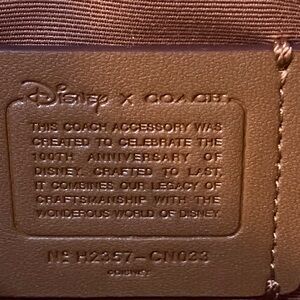 Disney X COACH
THIS COACH ACCESSORY WAS
CREATED TO CELEBRATE THE
100TH ANNIVERSARY OF
DISNEY. CRAFTED TO LAST,
IT COMBINES OUR LEGACY OF
CRAFTSMANSHIP WITH THE
WONDEROUS WORLD OF DISNEY
Nº H2357-CN033
©DISNEY